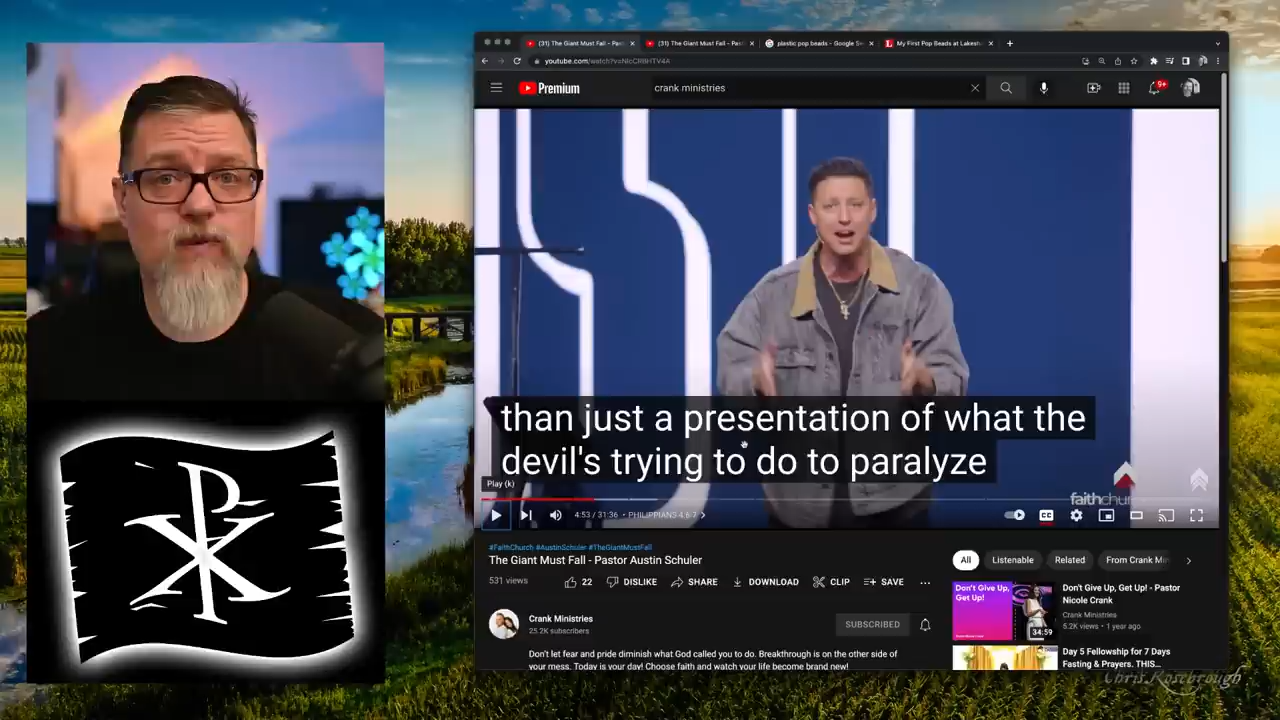 (31) The Giant Must Fall - Past
(31) The Giant Must Fall - Past
plastic pop beads - Google Se
My First Pop Beads at Lakesh
youtube.com/watch?v=
Premium
crank ministries
9+
than just a presentation of what the
devil's trying to do to paralyze
Play (k)
faithchur
4:53 / 31:36 • PHILIPPIANS 4:6-7
CC
#FaithChurch #AustinSchuler #TheGiantMustFall
The Giant Must Fall - Pastor Austin Schuler
531 views
22
DISLIKE
SHARE
DOWNLOAD
CLIP
SAVE
Crank Ministries
25.2K subscribers
SUBSCRIBED
Don't let fear and pride diminish what God called you to do. Breakthrough is on the other side of
your mess. Today is your day! Choose faith and watch your life become brand new!
All
Listenable
Related
From Crank Mi
Don't Give Up,
Get Up!
34:59
Don't Give Up, Get Up! - Pastor
Nicole Crank
Crank Ministries
5.2K views • 1 year ago
Day 5 Fellowship for 7 Days
Fasting & Prayers. THIS...
Chris Rosebrough